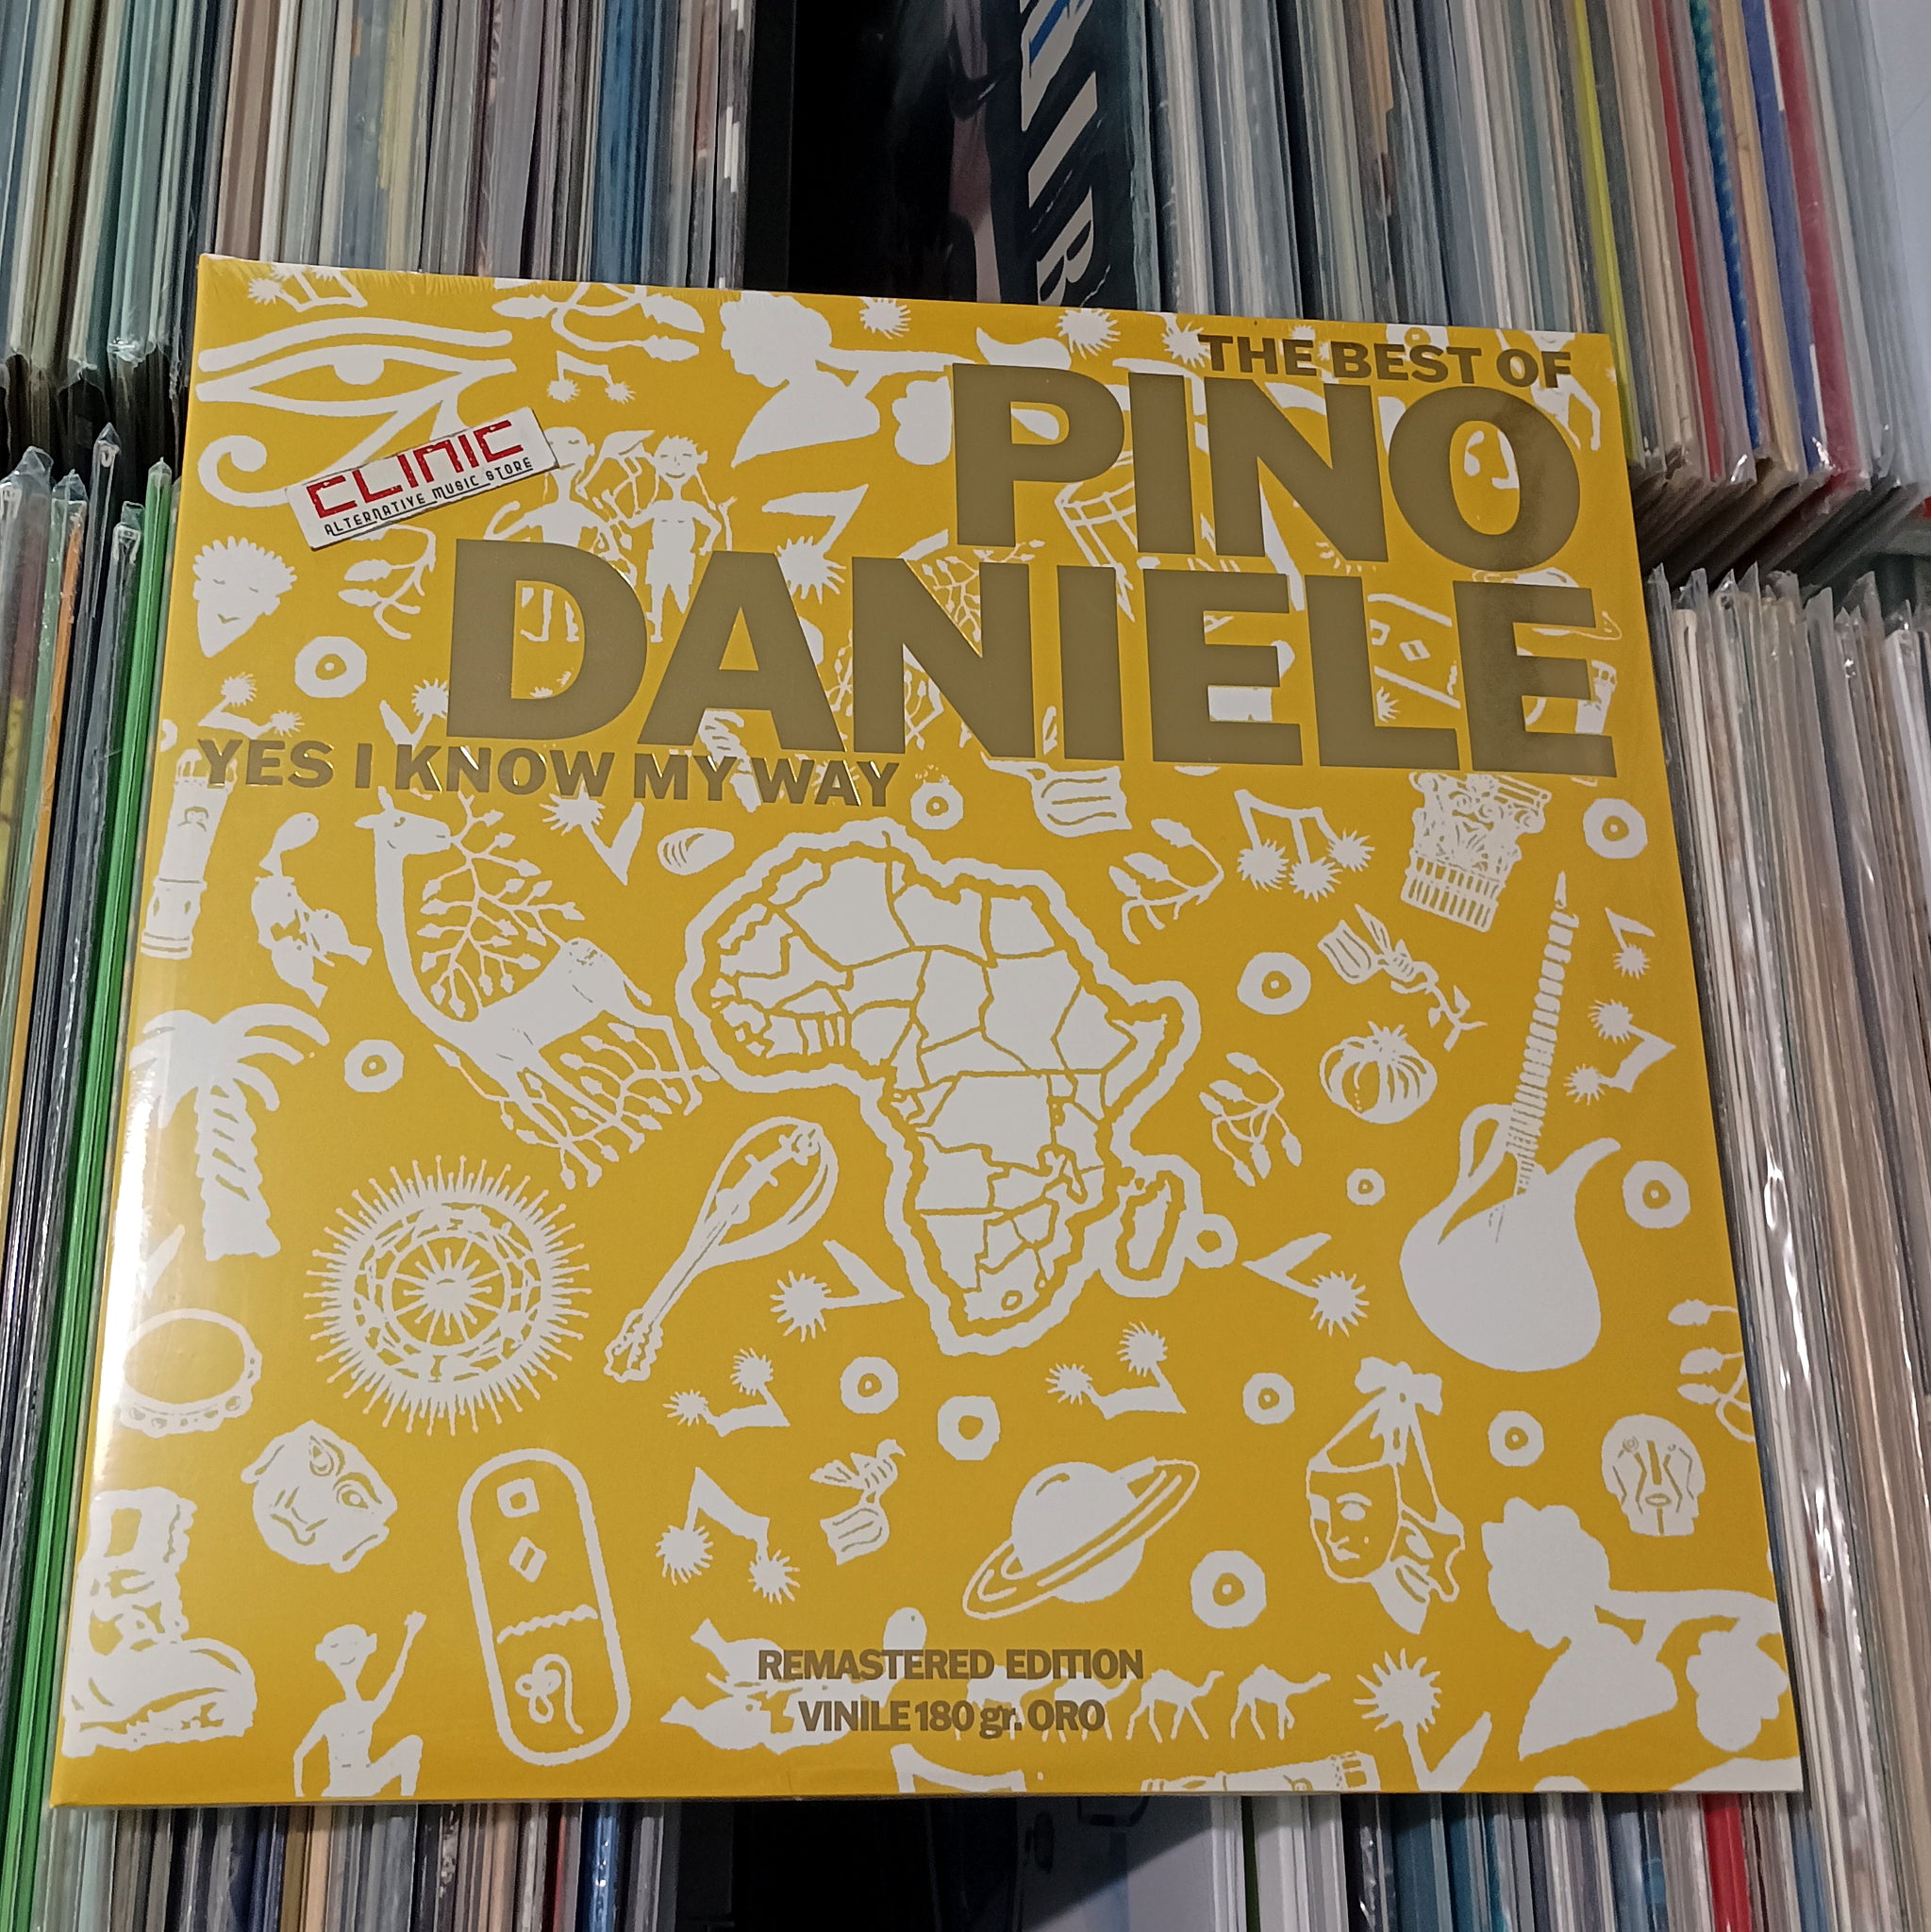 THE BEST OF
PINO
DANIELE
YES I KNOW MY WAY
CLINIC
ALTERNATIVE MUSIC STORE
REMASTERED EDITION
VINILE 180 gr. ORO